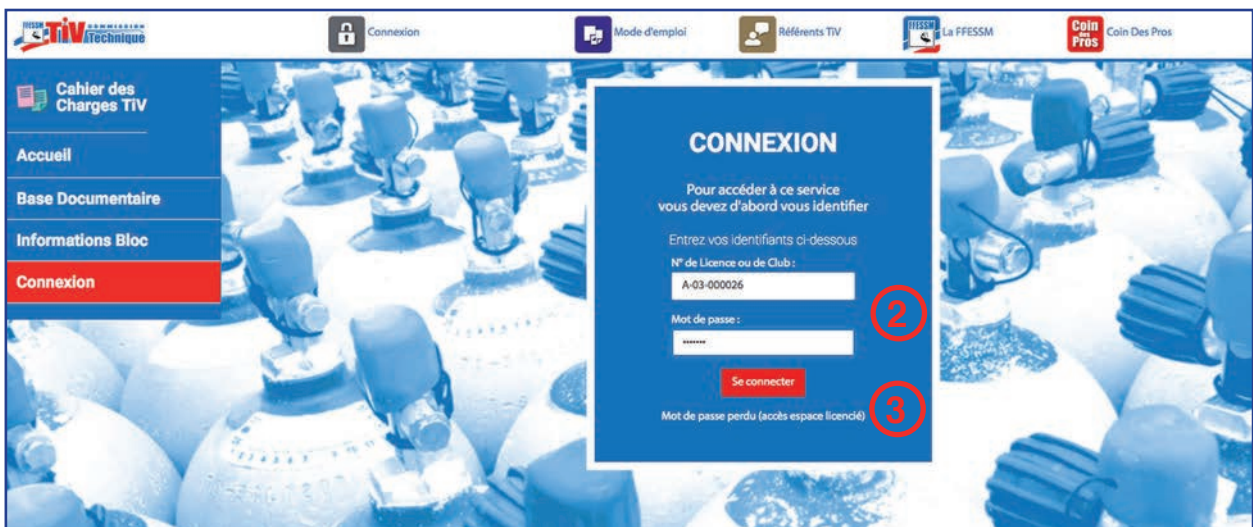 FFESSM TiV COMMISSION Technique
Connexion
Mode d'emploi
Référents TiV
FFESSM La FFESSM
Coin des Pros Coin Des Pros
Cahier des
Charges TiV
Accueil
Base Documentaire
Informations Bloc
Connexion
CONNEXION
Pour accéder à ce service
vous devez d'abord vous identifier
Entrez vos identifiants ci-dessous
N° de Licence ou de Club :
A-03-000026
2
Mot de passe :
•••••••
Se connecter
3
Mot de passe perdu (accès espace licencié)